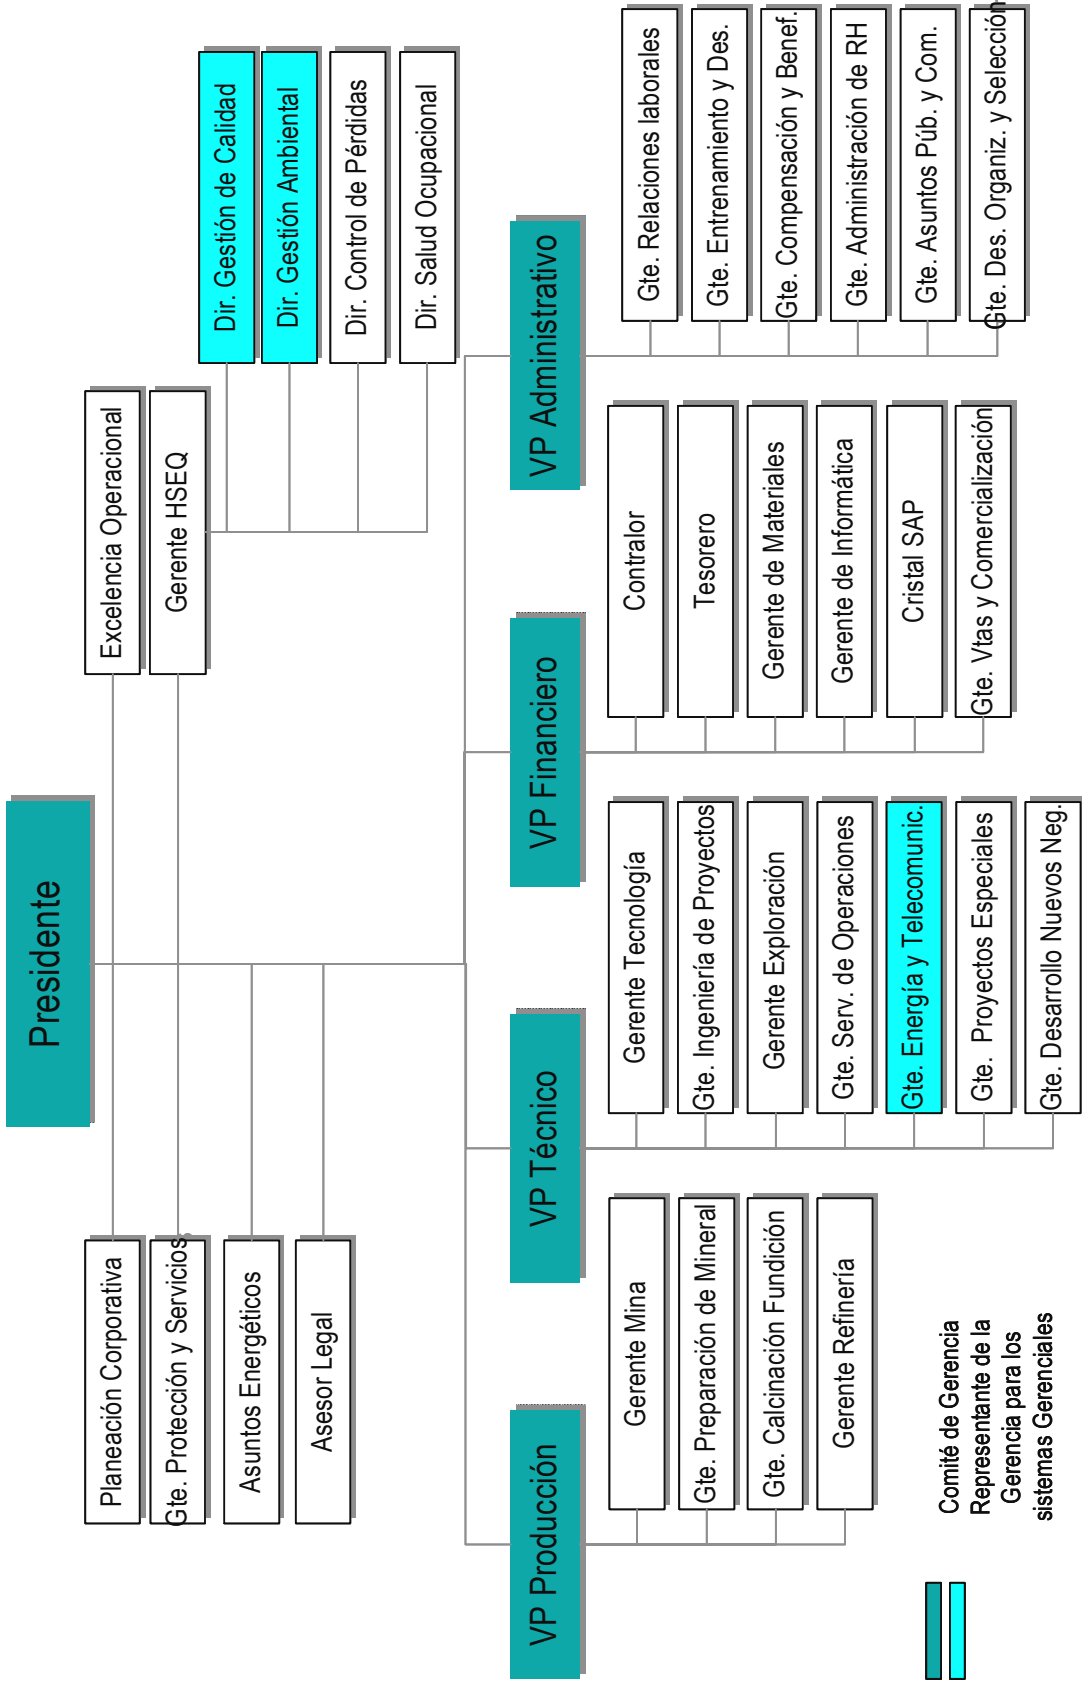 Presidente
Planeación Corporativa
Gte. Protección y Servicios
Asuntos Energéticos
Asesor Legal
Excelencia Operacional
Gerente HSEQ
Dir. Gestión de Calidad
Dir. Gestión Ambiental
Dir. Control de Pérdidas
Dir. Salud Ocupacional
VP Producción
Gerente Mina
Gte. Preparación de Mineral
Gte. Calcinación Fundición
Gerente Refinería
VP Técnico
Gerente Tecnología
Gte. Ingeniería de Proyectos
Gerente Exploración
Gte. Serv. de Operaciones
Gte. Energía y Telecomunic.
Gte. Proyectos Especiales
Gte. Desarrollo Nuevos Neg.
VP Financiero
Contralor
Tesorero
Gerente de Materiales
Gerente de Informática
Cristal SAP
Gte. Vtas y Comercialización
VP Administrativo
Gte. Relaciones laborales
Gte. Entrenamiento y Des.
Gte. Compensación y Benef.
Gte. Administración de RH
Gte. Asuntos Púb. y Com.
Gte. Des. Organiz. y Selección
Comité de Gerencia
Representante de la
Gerencia para los
sistemas Gerenciales